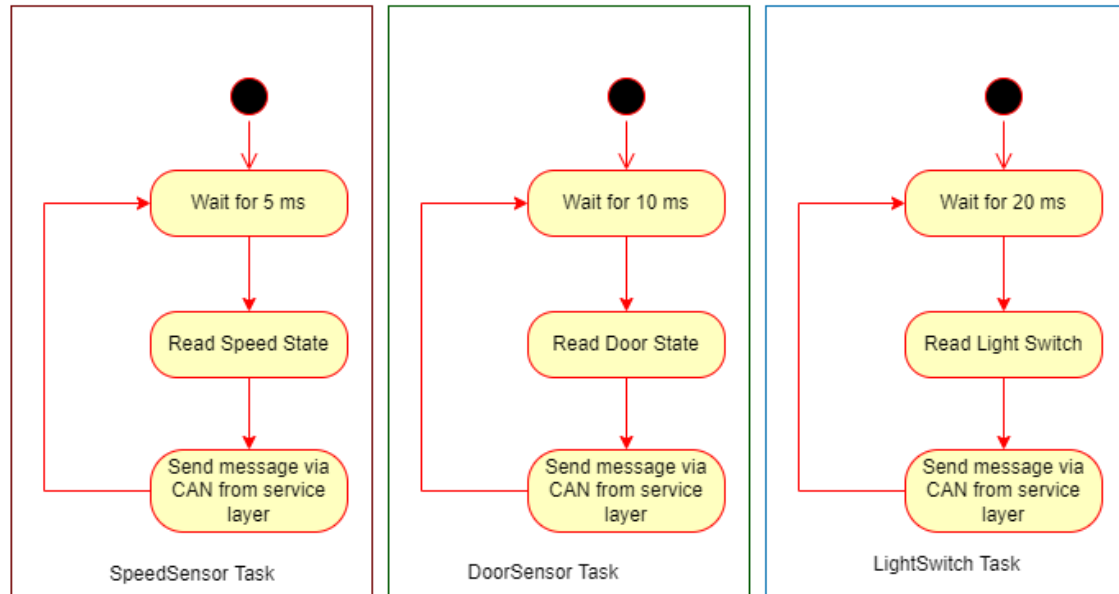 Wait for 5 ms
Read Speed State
Send message via
CAN from service
layer
SpeedSensor Task
Wait for 10 ms
Read Door State
Send message via
CAN from service
layer
DoorSensor Task
Wait for 20 ms
Read Light Switch
Send message via
CAN from service
layer
LightSwitch Task